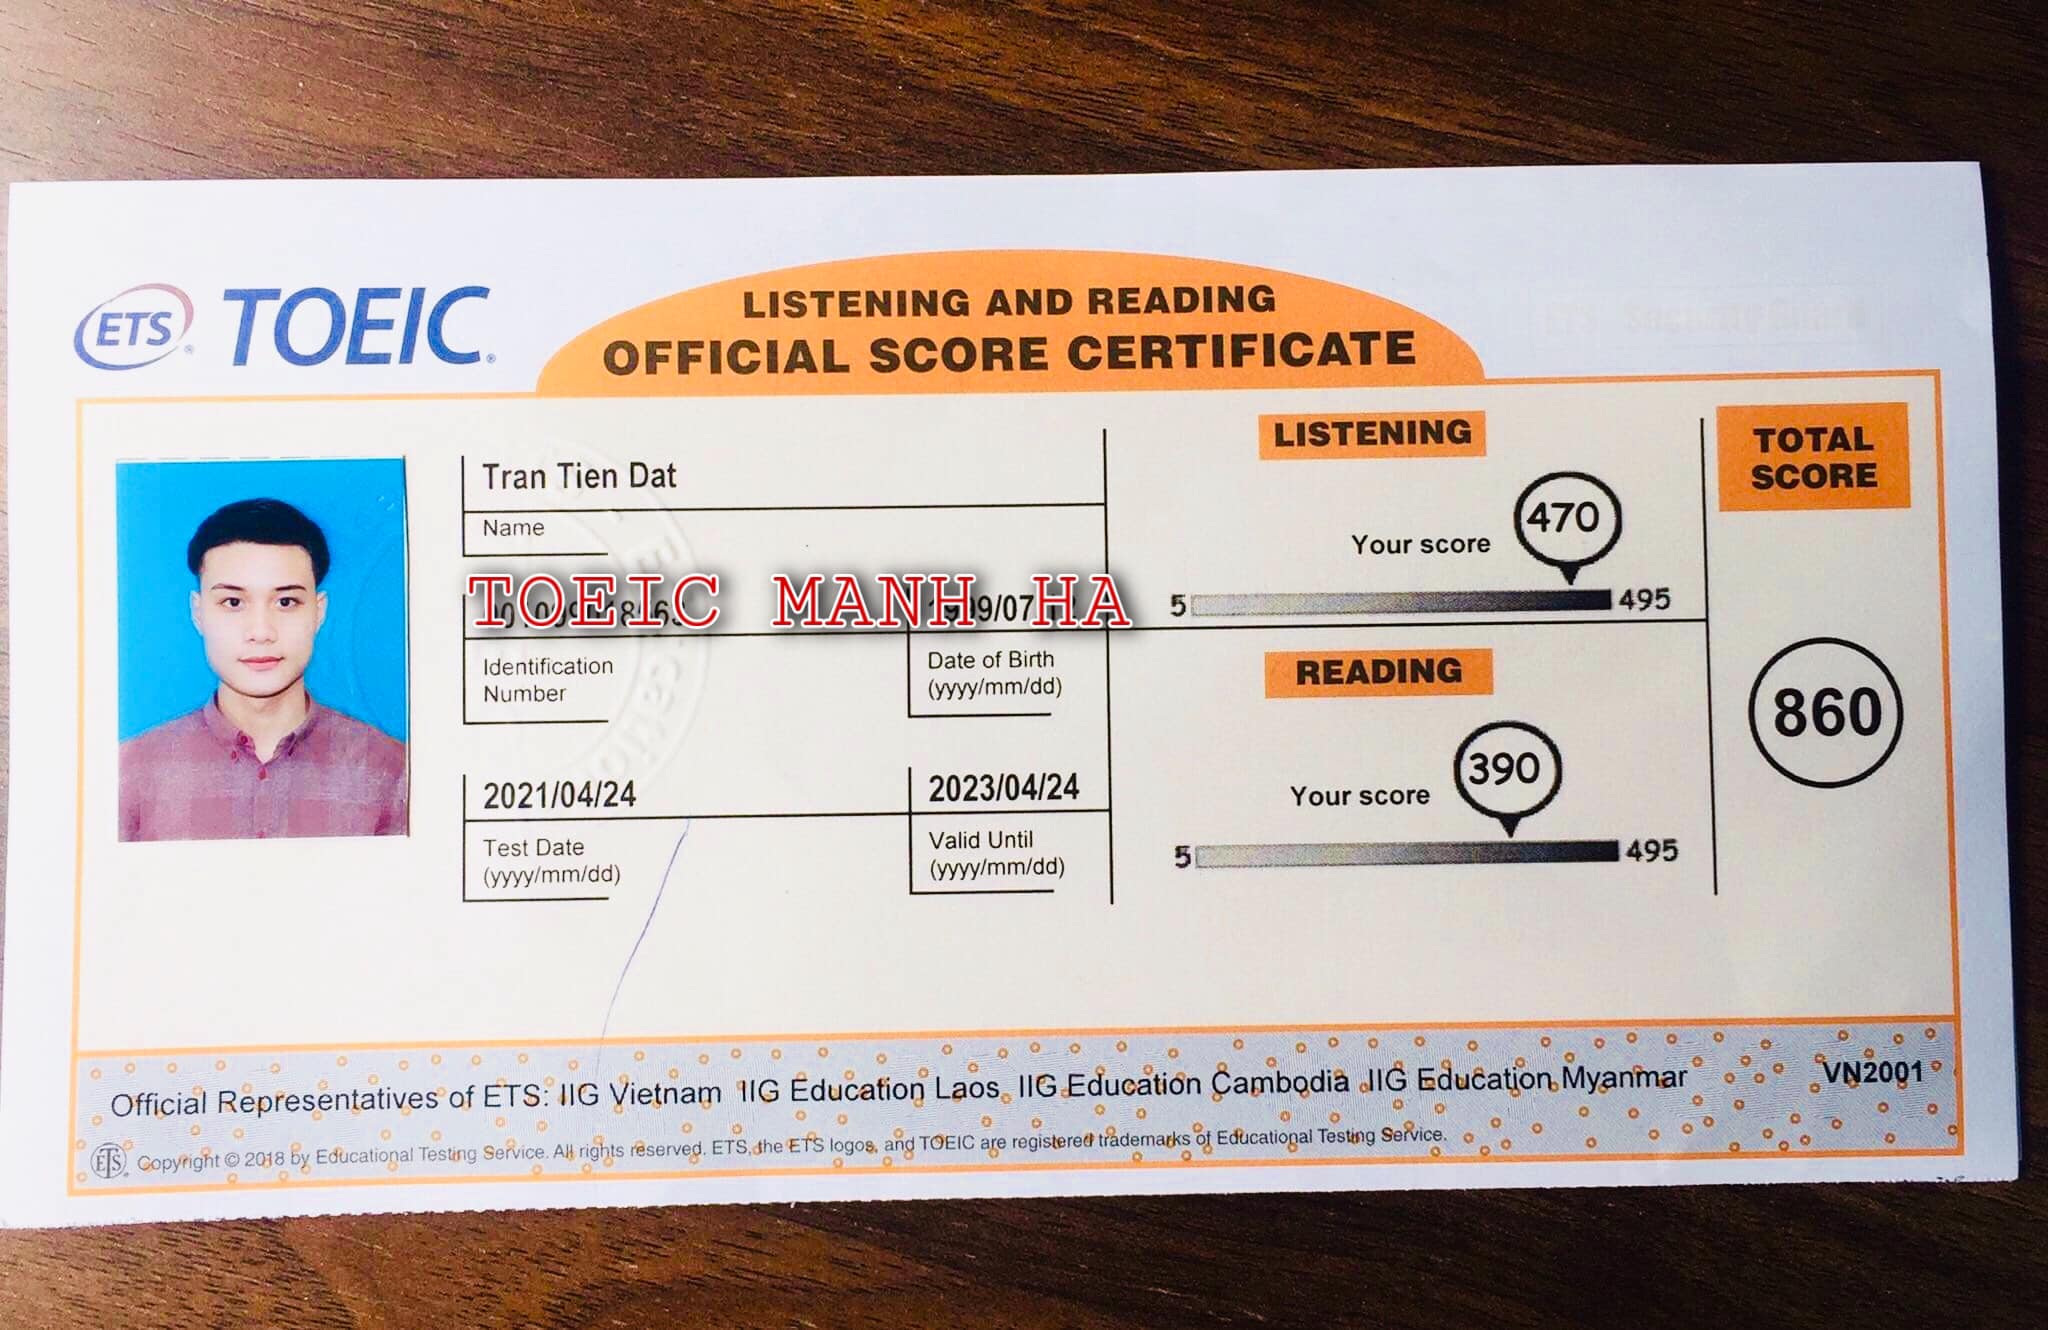 ETS® TOEIC®
LISTENING AND READING
OFFICIAL SCORE CERTIFICATE
Tran Tien Dat
Name
TOEIC MANH HA
Identification
Number
Date of Birth
(yyyy/mm/dd)
2021/04/24
Test Date
(yyyy/mm/dd)
2023/04/24
Valid Until
(yyyy/mm/dd)
LISTENING
Your score 470
5 495
READING
Your score 390
5 495
TOTAL
SCORE
860
Official Representatives of ETS: IIG Vietnam IIG Education Laos IIG Education Cambodia IIG Education Myanmar VN2001
ETS® Copyright © 2018 by Educational Testing Service. All rights reserved. ETS, the ETS logos, and TOEIC are registered trademarks of Educational Testing Service.